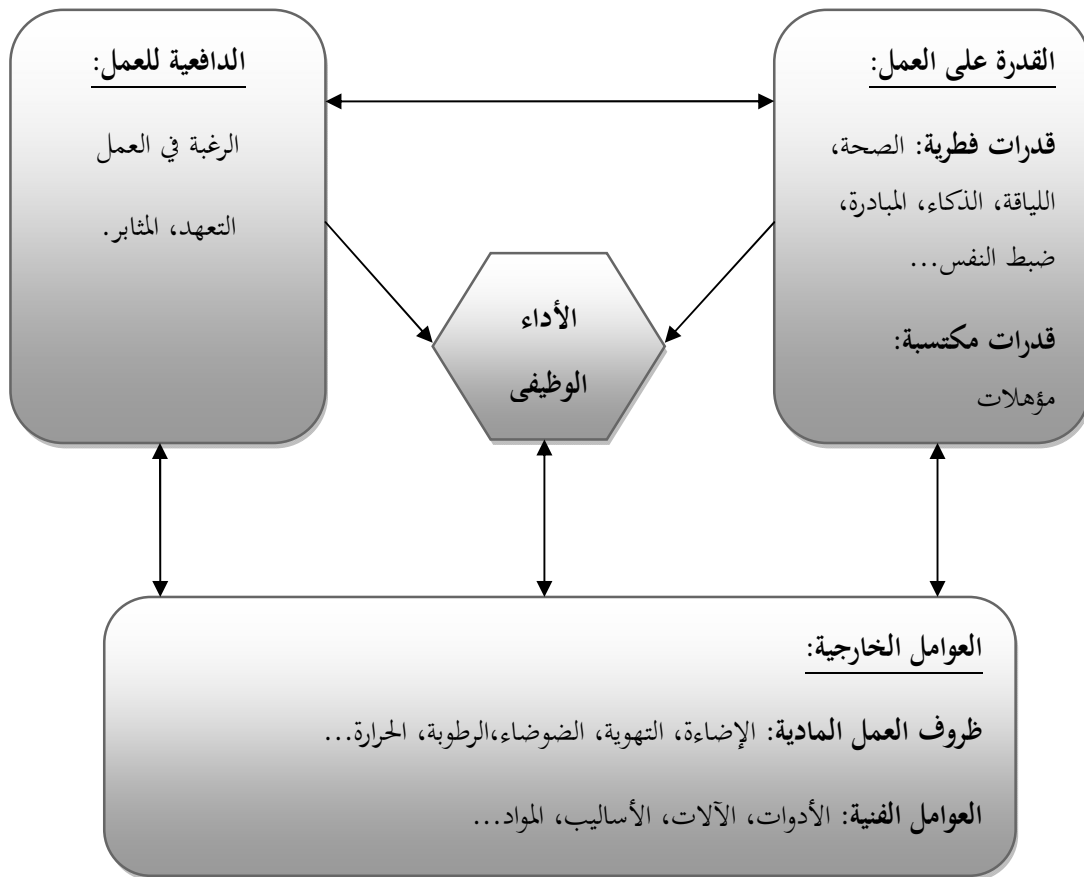 القدرة على العمل:
قدرات فطرية: الصحة،
اللياقة، الذكاء، المبادرة،
ضبط النفس...
قدرات مكتسبة:
مؤهلات
الدافعية للعمل:
الرغبة في العمل
التعهد، المثابر.
الأداء
الوظيفى
العوامل الخارجية:
ظروف العمل المادية: الإضاءة، التهوية، الضوضاء،الرطوبة، الحرارة...
العوامل الفنية: الأدوات، الآلات، الأساليب، المواد...